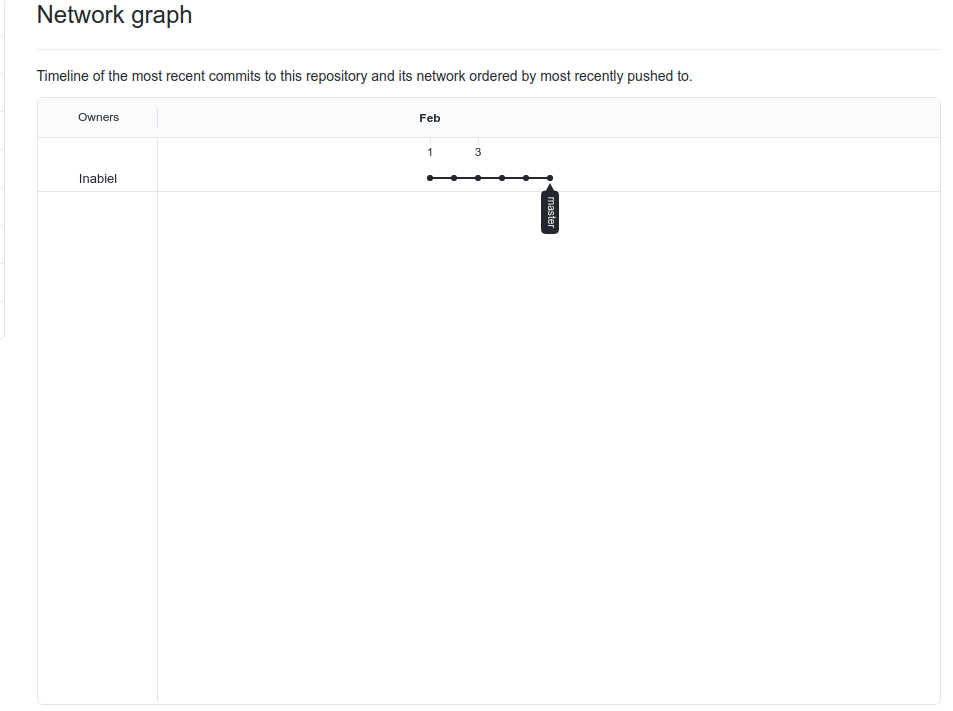 Network graph
Timeline of the most recent commits to this repository and its network ordered by most recently pushed to.
Owners
Feb
1 3
Inabiel
master